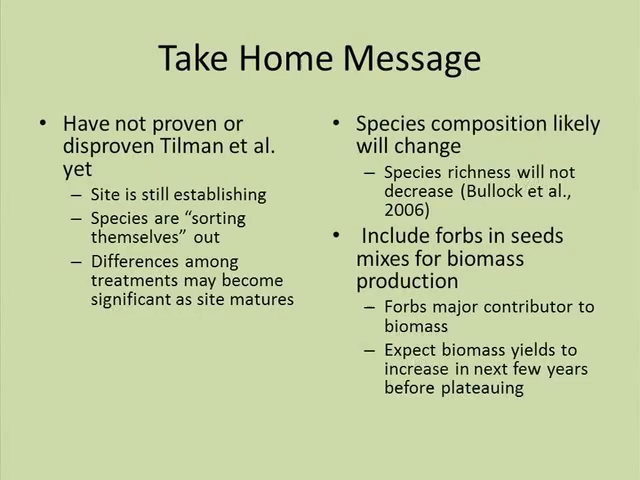 Take Home Message
• Have not proven or
disproven Tilman et al.
yet
– Site is still establishing
– Species are “sorting
themselves” out
– Differences among
treatments may become
significant as site matures
• Species composition likely
will change
– Species richness will not
decrease (Bullock et al.,
2006)
• Include forbs in seeds
mixes for biomass
production
– Forbs major contributor to
biomass
– Expect biomass yields to
increase in next few years
before plateauing